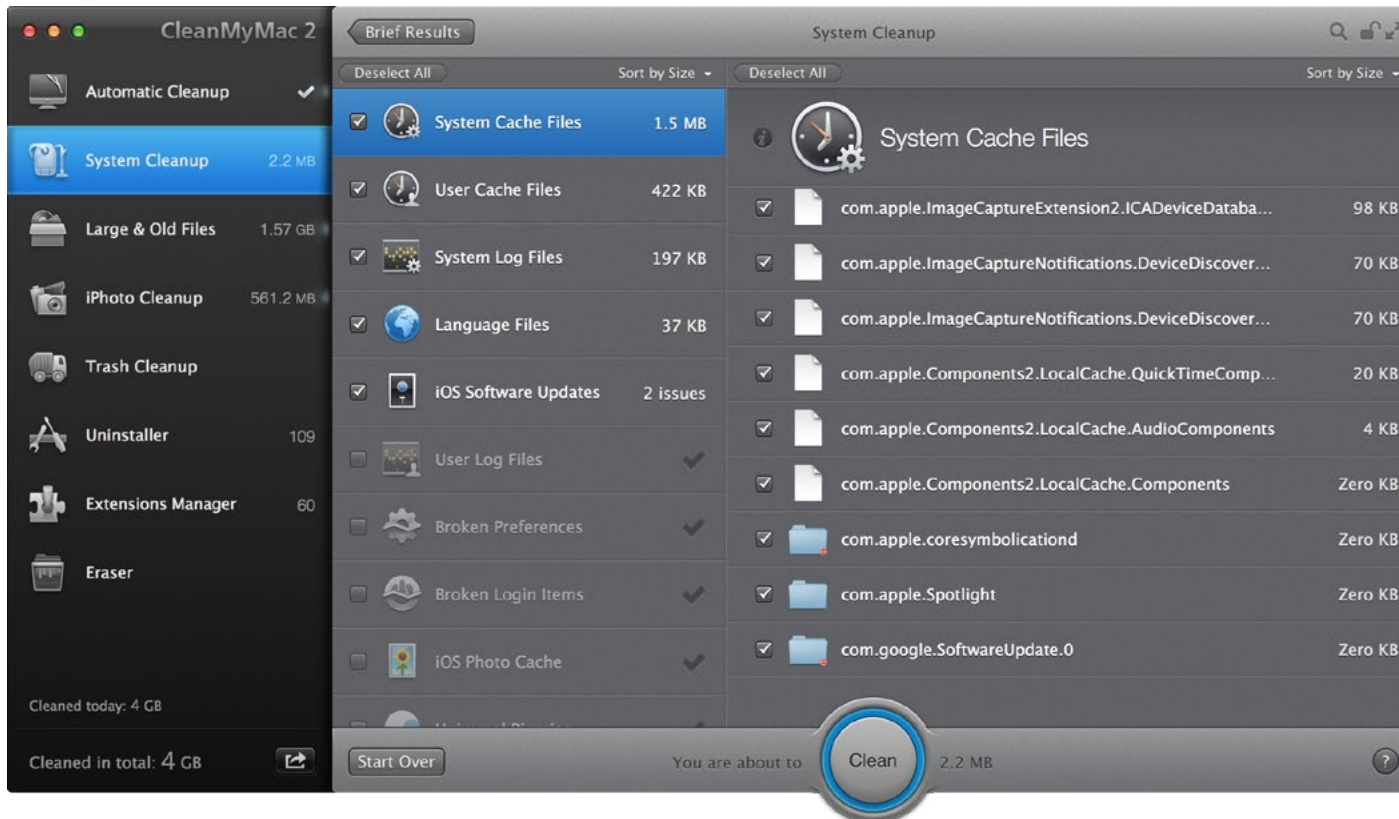 CleanMyMac 2
Automatic Cleanup
System Cleanup 2.2 MB
Large & Old Files 1.57 GB
iPhoto Cleanup 561.2 MB
Trash Cleanup
Uninstaller 109
Extensions Manager 60
Eraser
Cleaned today: 4 GB
Cleaned in total: 4 GB
Brief Results
System Cleanup
Deselect All Sort by Size
System Cache Files 1.5 MB
User Cache Files 422 KB
System Log Files 197 KB
Language Files 37 KB
iOS Software Updates 2 issues
User Log Files
Broken Preferences
Broken Login Items
iOS Photo Cache
Deselect All Sort by Size
System Cache Files
com.apple.ImageCaptureExtension2.ICADeviceDataba... 98 KB
com.apple.ImageCaptureNotifications.DeviceDiscover... 70 KB
com.apple.ImageCaptureNotifications.DeviceDiscover... 70 KB
com.apple.Components2.LocalCache.QuickTimeComp... 20 KB
com.apple.Components2.LocalCache.AudioComponents 4 KB
com.apple.Components2.LocalCache.Components Zero KB
com.apple.coresymbolicationd Zero KB
com.apple.Spotlight Zero KB
com.google.SoftwareUpdate.0 Zero KB
Start Over
You are about to Clean 2.2 MB
?